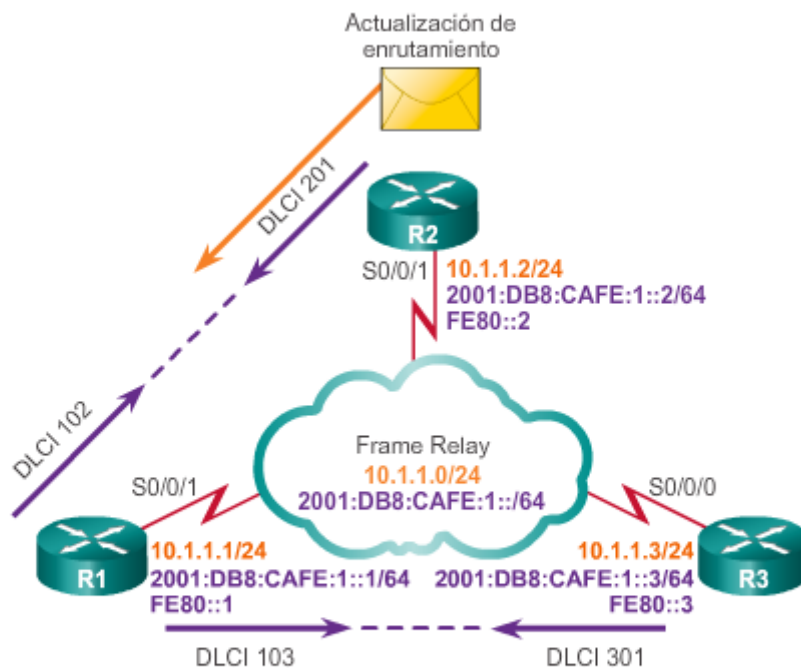 Actualización de
enrutamiento
DLCI 201
R2
S0/0/1
10.1.1.2/24
2001:DB8:CAFE:1::2/64
FE80::2
DLCI 102
Frame Relay
10.1.1.0/24
2001:DB8:CAFE:1::/64
S0/0/1
S0/0/0
R1
10.1.1.1/24
2001:DB8:CAFE:1::1/64
FE80::1
10.1.1.3/24
2001:DB8:CAFE:1::3/64
FE80::3
R3
DLCI 103
DLCI 301